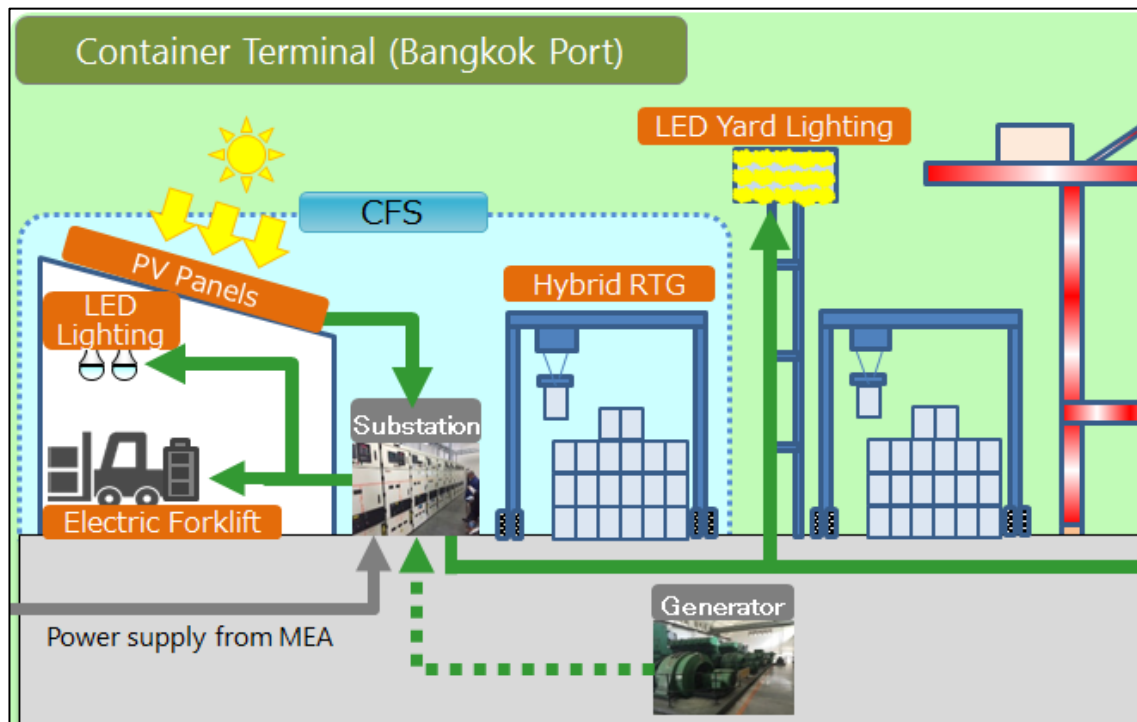 Container Terminal (Bangkok Port)
LED Yard Lighting
CFS
PV Panels
Hybrid RTG
LED
Lighting
Substation
Electric Forklift
Generator
Power supply from MEA